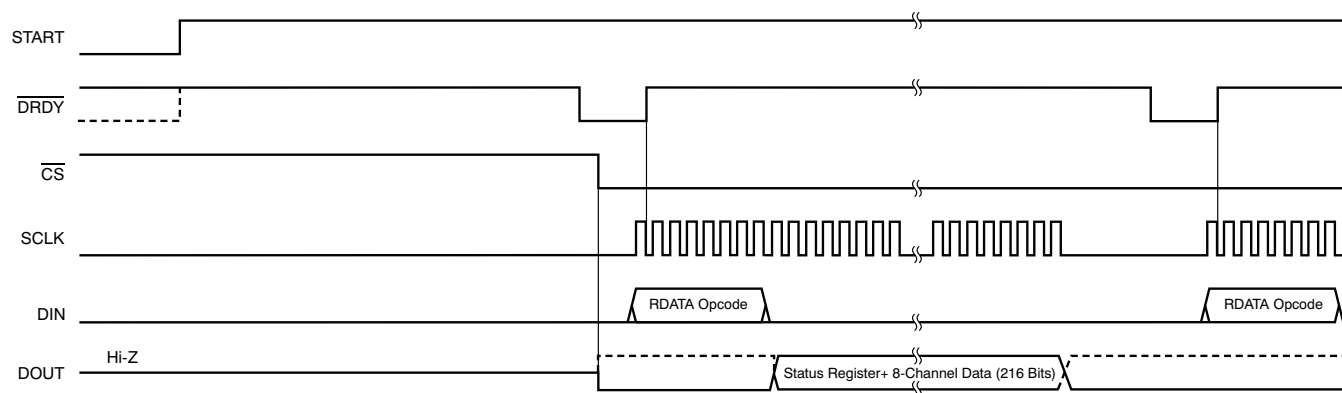 START
DRDY
CS
SCLK
DIN
RDATA Opcode
RDATA Opcode
Hi-Z
DOUT
Status Register+ 8-Channel Data (216 Bits)